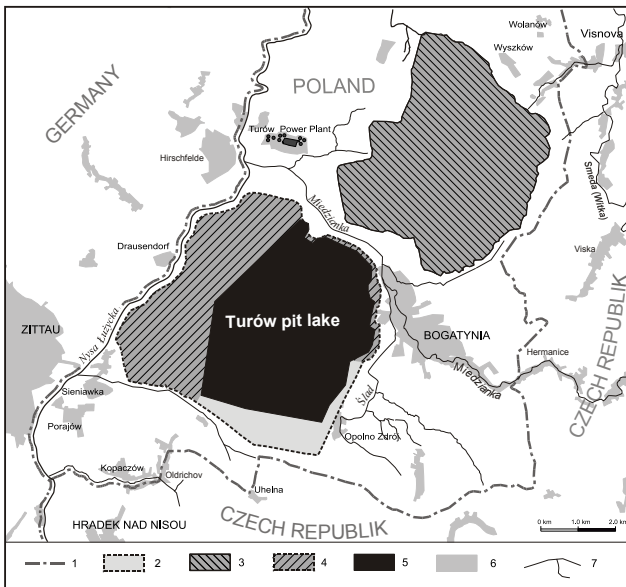 Wolanów
Visnova
Wyszków
POLAND
GERMANY
Turów Power Plant
Hirschfelde
Smeda (Witka)
Miedzianka
Drausendorf
Viska
Turów pit lake
ZITTAU
Nysa Łużycka
BOGATYNIA
Hermanice
CZECH REPUBLIK
Miedzianka
Sieniawka
Ślad
Porajów
Opolno Zdrój
Kopaczów
Oldrichov
Uhelna
HRADEK NAD NISOU
CZECH REPUBLIK
0 km 1.0 km 2.0 km
1 2 3 4 5 6 7